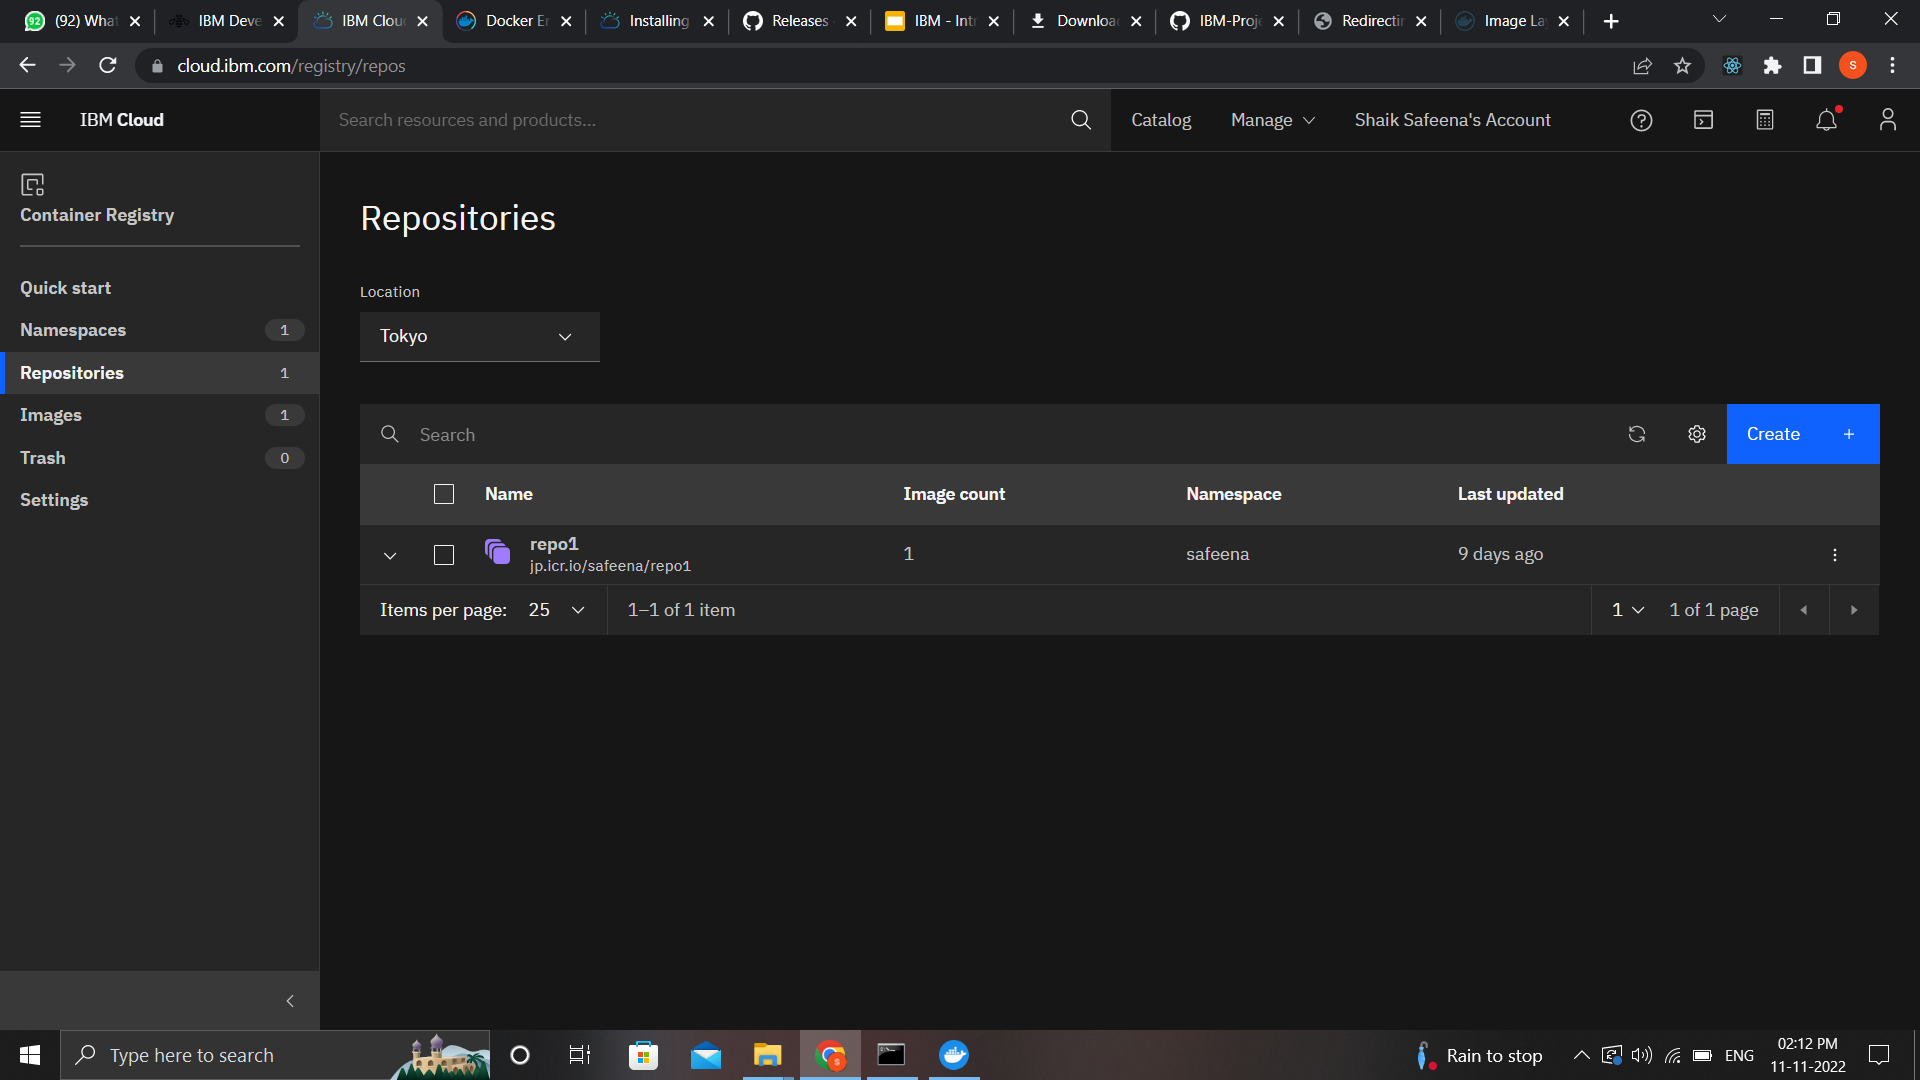 (92) What
IBM Deve
IBM Clou
Docker En
Installing
Releases
IBM - Intr
Downloa
IBM-Proj
Redirectin
Image La
cloud.ibm.com/registry/repos
S
IBM Cloud
Search resources and products...
Catalog
Manage
Shaik Safeena's Account
Container Registry
Quick start
Namespaces 1
Repositories 1
Images 1
Trash 0
Settings
Repositories
Location
Tokyo
Search
Create +
Name Image count Namespace Last updated
repo1 1 safeena 9 days ago
jp.icr.io/safeena/repo1
Items per page: 25 1–1 of 1 item 1 1 of 1 page
Type here to search
Rain to stop
ENG
02:12 PM
11-11-2022